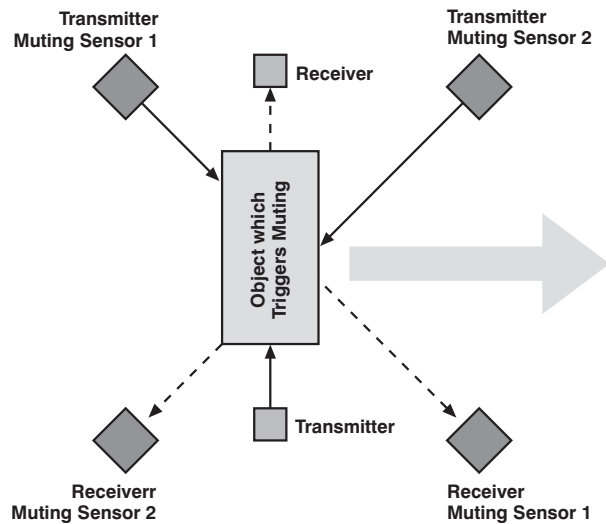 Transmitter
Muting Sensor 1
Transmitter
Muting Sensor 2
Receiver
Object which
Triggers Muting
Transmitter
Receiverr
Muting Sensor 2
Receiver
Muting Sensor 1